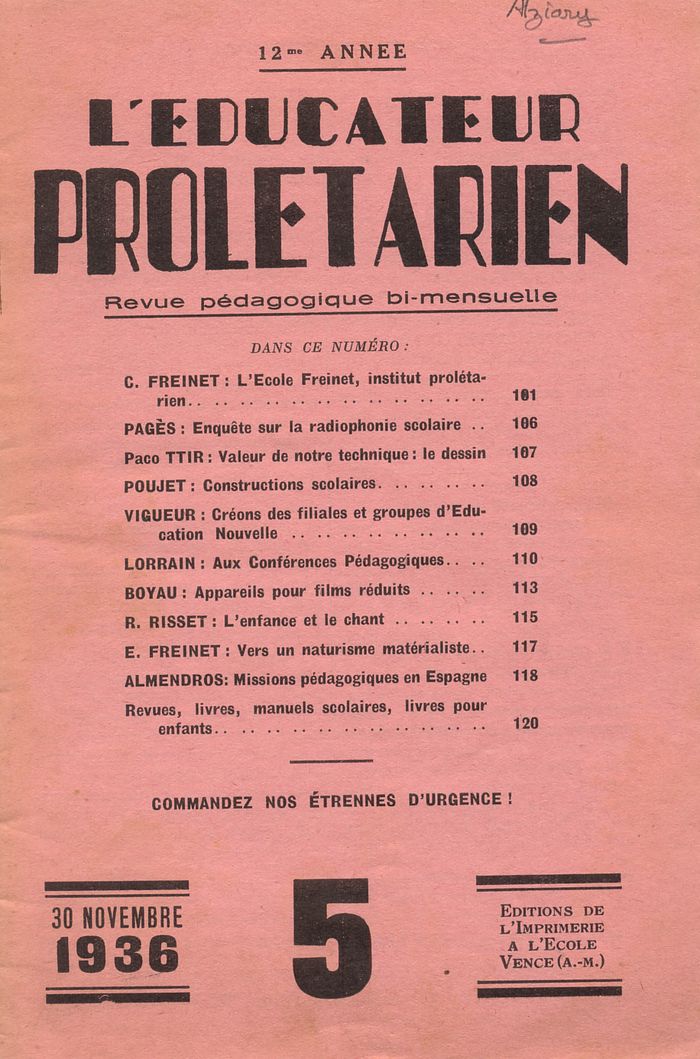 Alziary
12me ANNEE
L'EDUCATEUR
PROLETARIEN
Revue pédagogique bi-mensuelle
DANS CE NUMÉRO :
C. FREINET : L'Ecole Freinet, institut proléta-
rien.. .. .. .. .. .. .. .. .. .. .. .. 101
PAGÈS : Enquête sur la radiophonie scolaire .. 106
Paco TTIR : Valeur de notre technique : le dessin 107
POUJET : Constructions scolaires. .. .. .. .. 108
VIGUEUR : Créons des filiales et groupes d'Edu-
cation Nouvelle .. .. .. .. .. .. .. .. 109
LORRAIN : Aux Conférences Pédagogiques.. .. 110
BOYAU : Appareils pour films réduits .. .. .. 113
R. RISSET : L'enfance et le chant .. .. .. .. 115
E. FREINET : Vers un naturisme matérialiste.. 117
ALMENDROS: Missions pédagogiques en Espagne 118
Revues, livres, manuels scolaires, livres pour
enfants.. .. .. .. .. .. .. .. .. .. .. 120
COMMANDEZ NOS ÉTRENNES D'URGENCE !
30 NOVEMBRE
1936
5
EDITIONS DE
L'IMPRIMERIE
A L'ECOLE
VENCE (A.-M.)